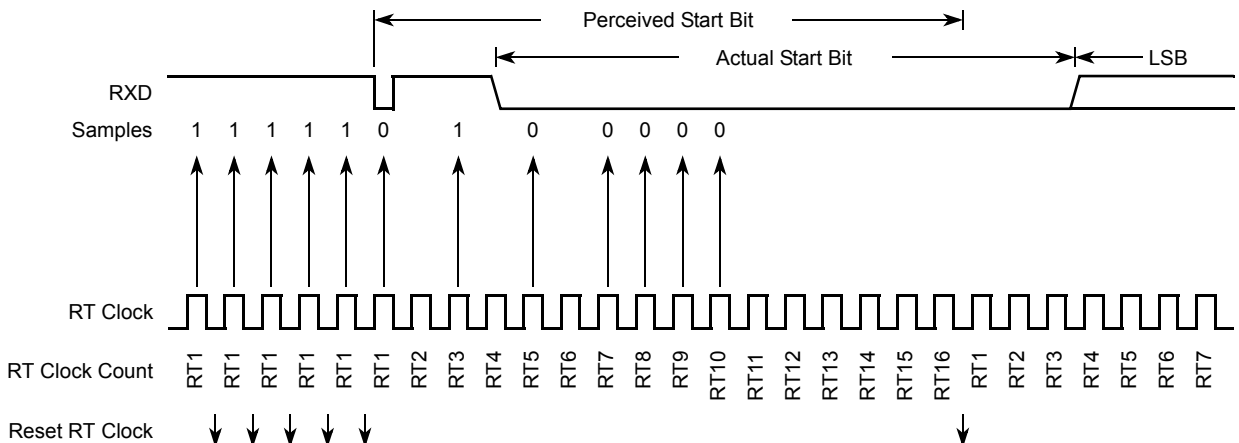 Perceived Start Bit
Actual Start Bit LSB
RXD
Samples 1 1 1 1 1 0 1 0 0 0 0 0
RT Clock
RT Clock Count RT1 RT1 RT1 RT1 RT1 RT1 RT2 RT3 RT4 RT5 RT6 RT7 RT8 RT9 RT10 RT11 RT12 RT13 RT14 RT15 RT16 RT1 RT2 RT3 RT4 RT5 RT6 RT7
Reset RT Clock